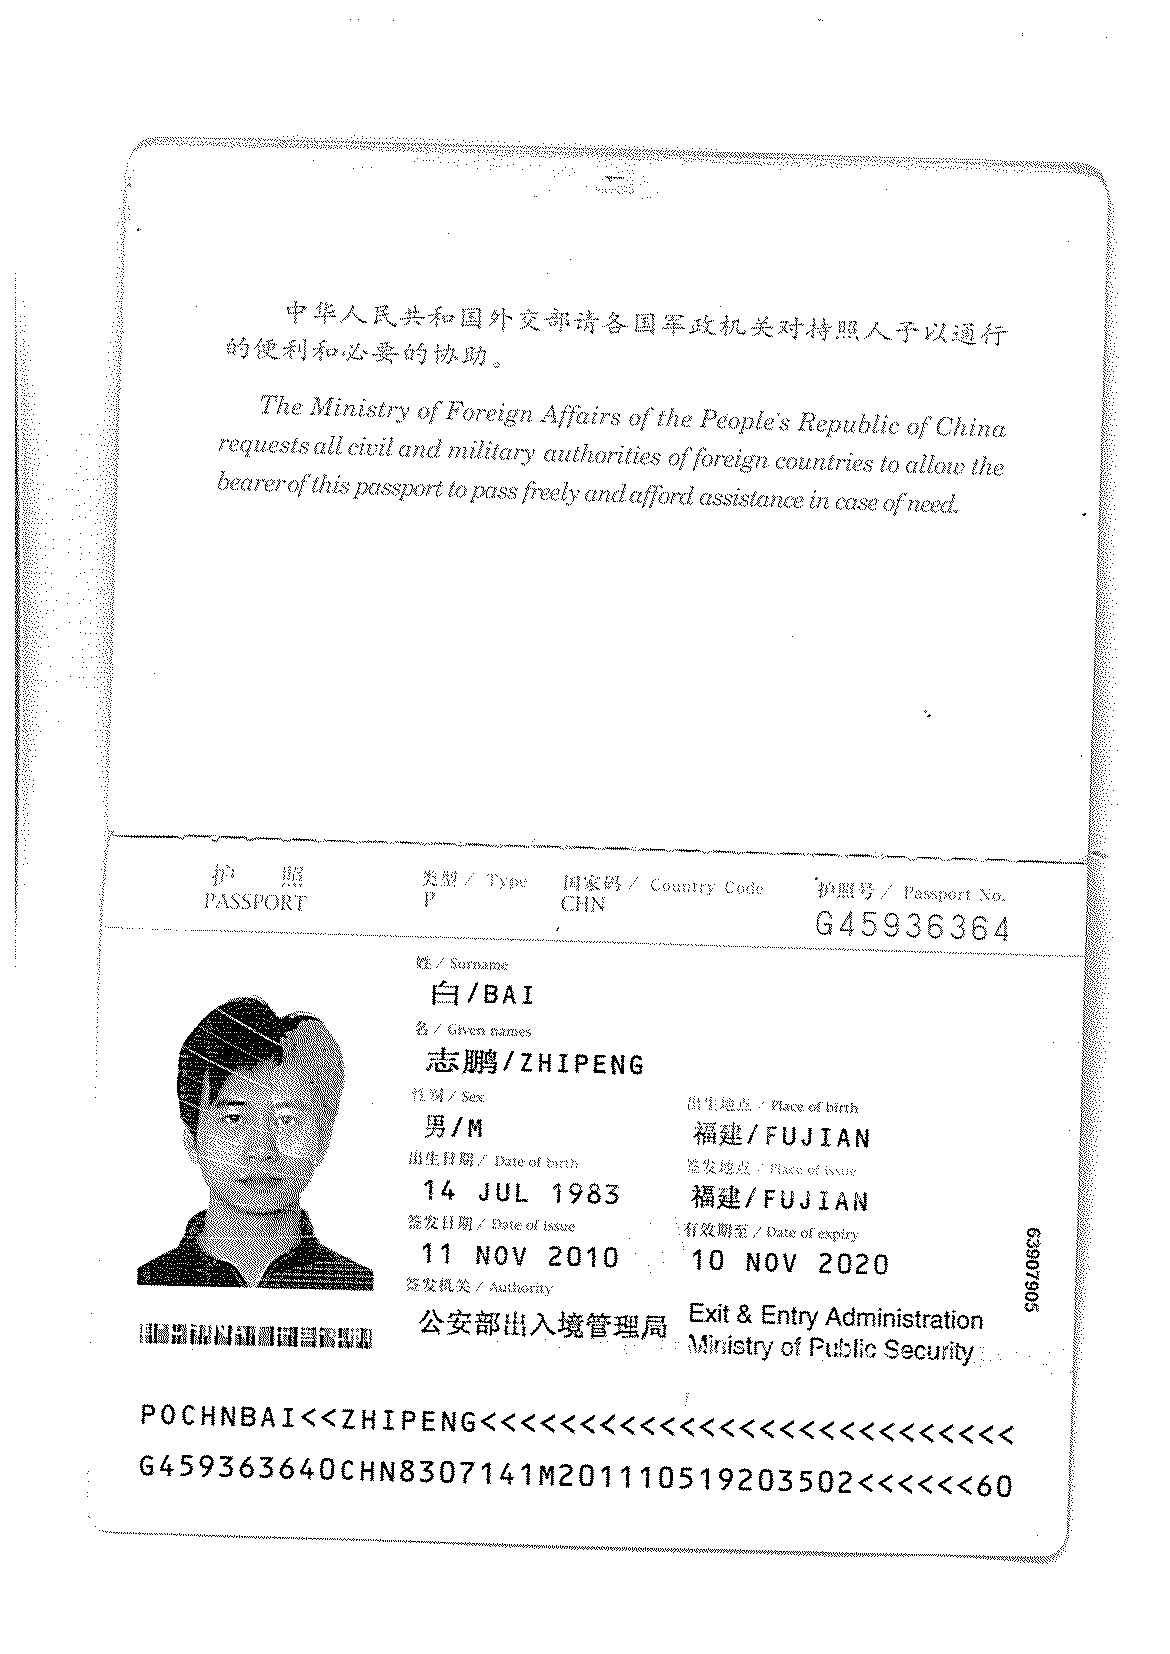 中华人民共和国外交部请各国军政机关对持照人予以通行
的便利和必要的协助。
The Ministry of Foreign Affairs of the People's Republic of China
requests all civil and military authorities of foreign countries to allow the
bearer of this passport to pass freely and afford assistance in case of need.
护 照 类型 / Type 国家码 / Country Code 护照号 / Passport No.
PASSPORT P CHN G45936364
姓 / Surname
白/BAI
名 / Given names
志鹏/ZHIPENG
性别 / Sex 出生地点 / Place of birth
男/M 福建/FUJIAN
出生日期 / Date of birth 签发地点 / Place of issue
14 JUL 1983 福建/FUJIAN
签发日期 / Date of issue 有效期至 / Date of expiry
11 NOV 2010 10 NOV 2020
签发机关 / Authority
公安部出入境管理局 Exit & Entry Administration
Ministry of Public Security
63907905
POCHNBAI<<ZHIPENG<<<<<<<<<<<<<<<<<<<<<<<<<<<
G459363640CHN8307141M201110519203502<<<<<<60